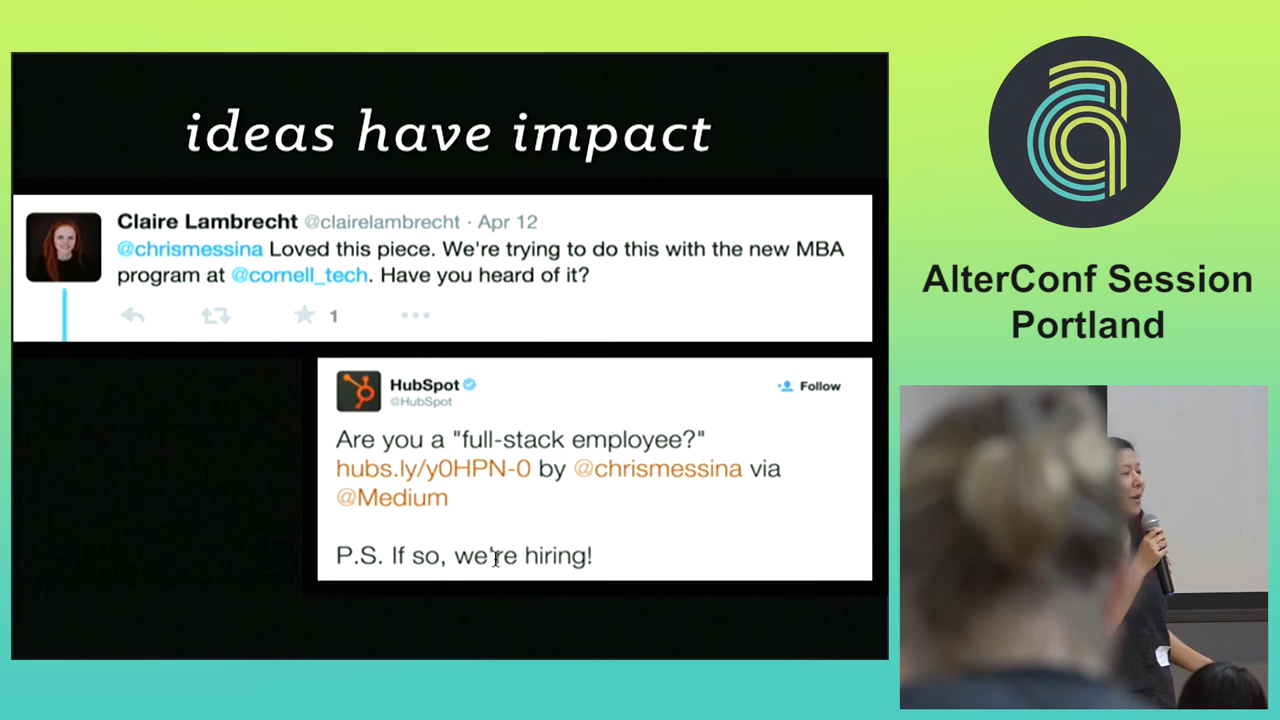 ideas have impact
Claire Lambrecht @clairelambrecht · Apr 12
@chrismessina Loved this piece. We're trying to do this with the new MBA
program at @cornell_tech. Have you heard of it?
1
HubSpot
@HubSpot
Follow
Are you a "full-stack employee?"
hubs.ly/y0HPN-0 by @chrismessina via
@Medium
P.S. If so, we're hiring!
AlterConf Session
Portland